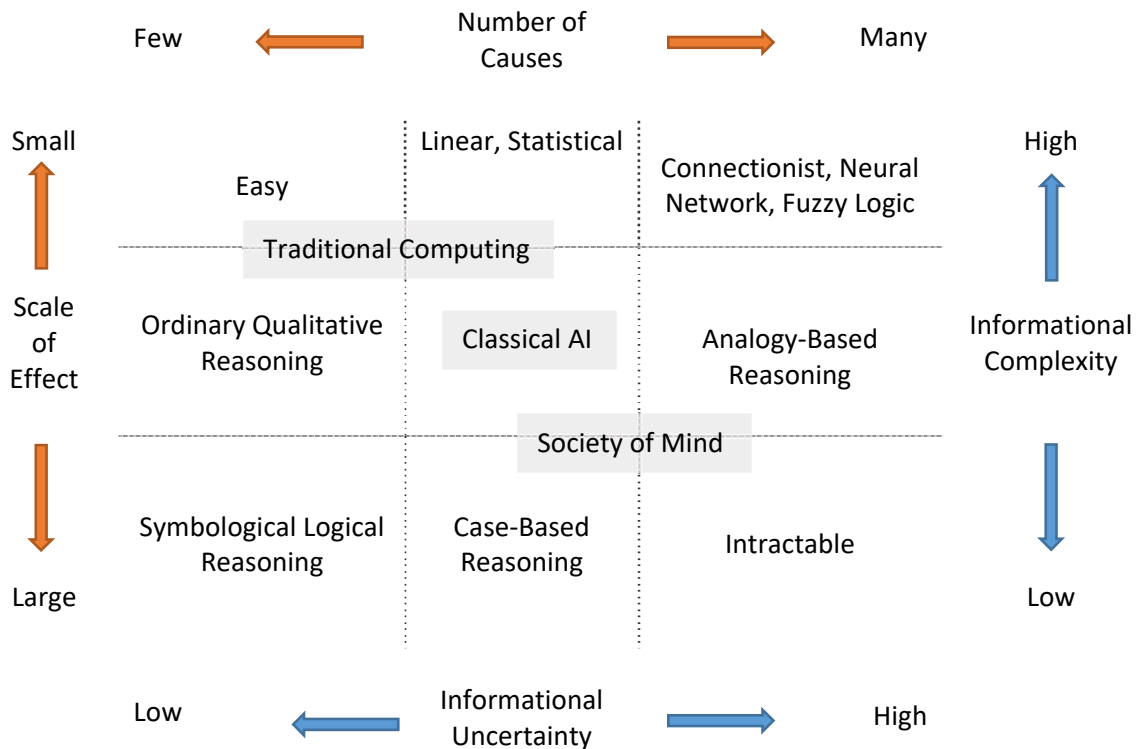 Few
Number of
Causes
Many
Small
Linear, Statistical
High
Connectionist, Neural
Network, Fuzzy Logic
Easy
Traditional Computing
Scale
of
Effect
Ordinary Qualitative
Reasoning
Classical AI
Analogy-Based
Reasoning
Informational
Complexity
Society of Mind
Symbological Logical
Reasoning
Case-Based
Reasoning
Intractable
Large
Low
Low
Informational
Uncertainty
High